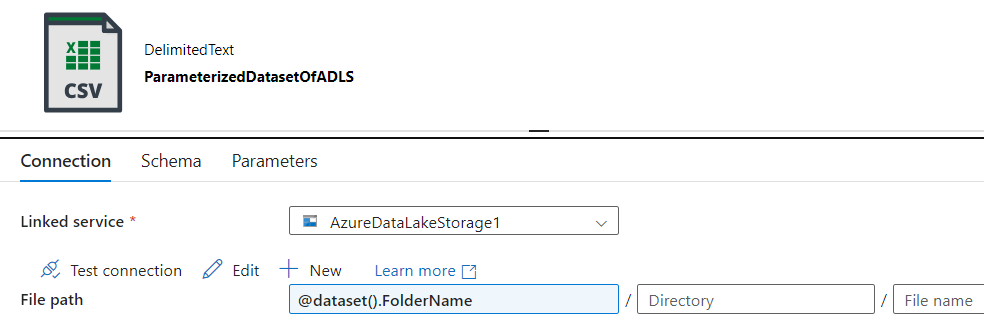 DelimitedText
ParameterizedDatasetOfADLS
X
CSV
Connection Schema Parameters
Linked service * AzureDataLakeStorage1
Test connection Edit New Learn more
File path @dataset().FolderName / Directory / File name